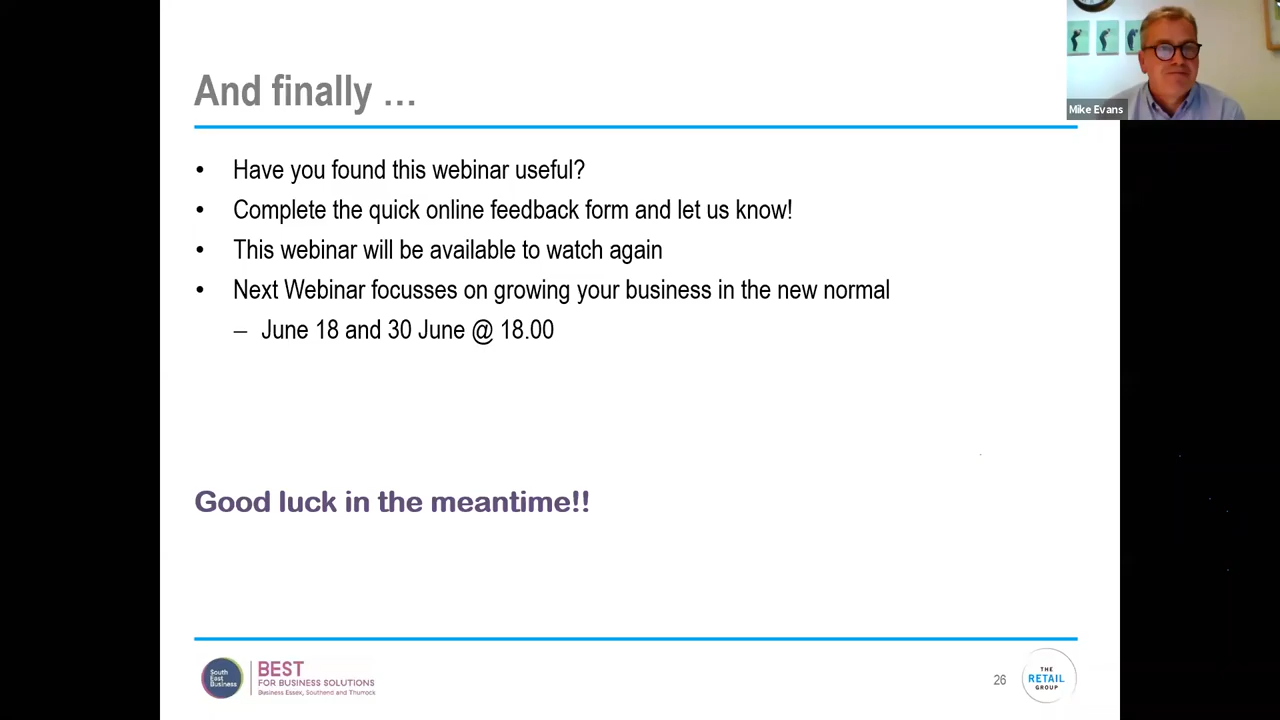 And finally ...
Mike Evans
• Have you found this webinar useful?
• Complete the quick online feedback form and let us know!
• This webinar will be available to watch again
• Next Webinar focusses on growing your business in the new normal
– June 18 and 30 June @ 18.00
Good luck in the meantime!!
South
East
Business
BEST
FOR BUSINESS SOLUTIONS
Business Essex, Southend and Thurrock
26
THE
RETAIL
GROUP